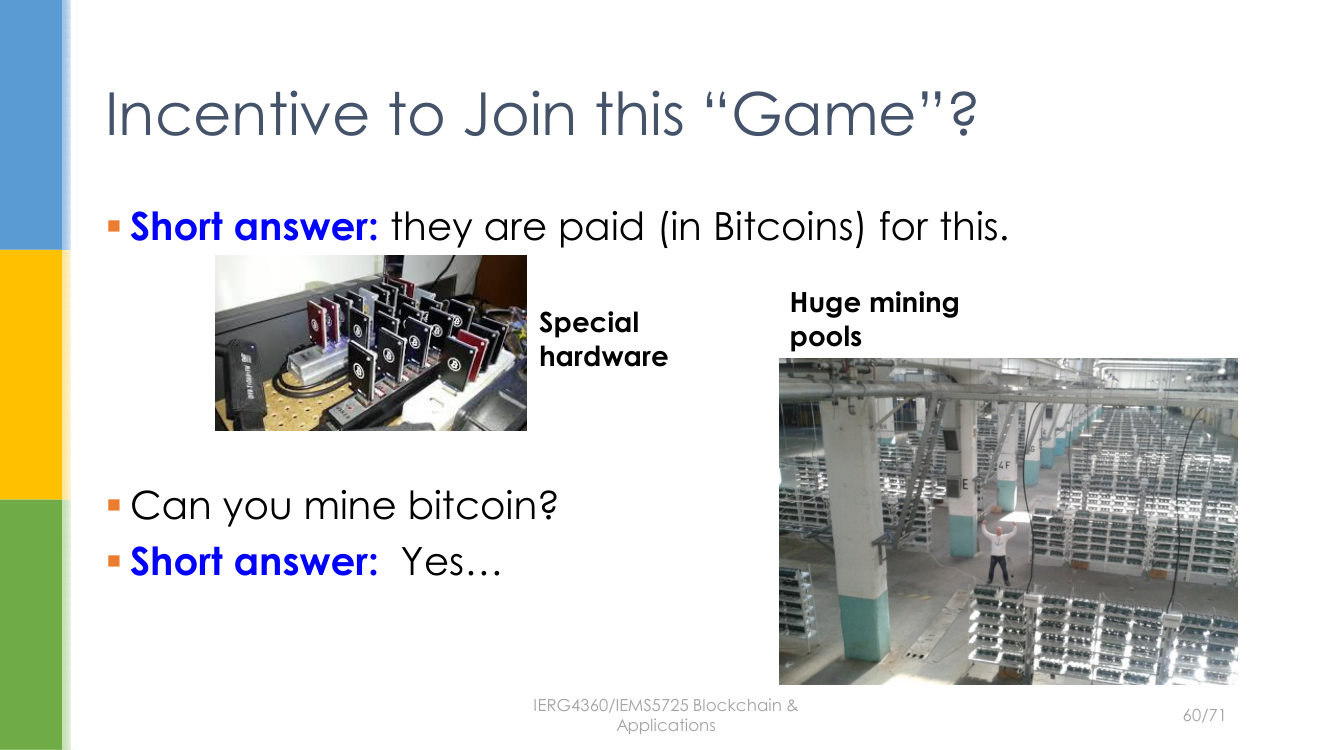 Incentive to Join this “Game”?
▪ Short answer: they are paid (in Bitcoins) for this.
Special
hardware
Huge mining
pools
4F
E
▪ Can you mine bitcoin?
▪ Short answer: Yes…
IERG4360/IEMS5725 Blockchain &
Applications
60/71